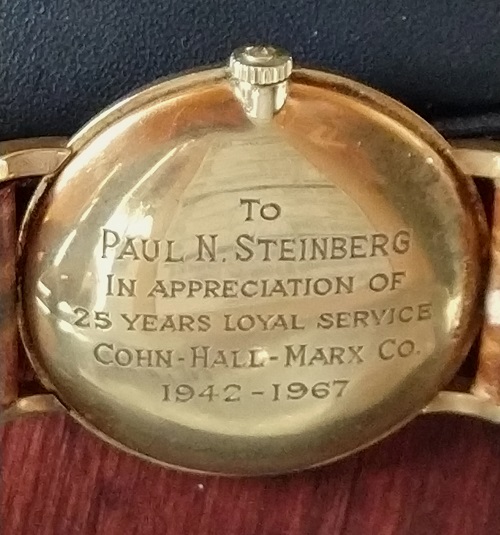 To
Paul N. Steinberg
In appreciation of
25 years loyal service
Cohn-Hall-Marx Co.
1942-1967